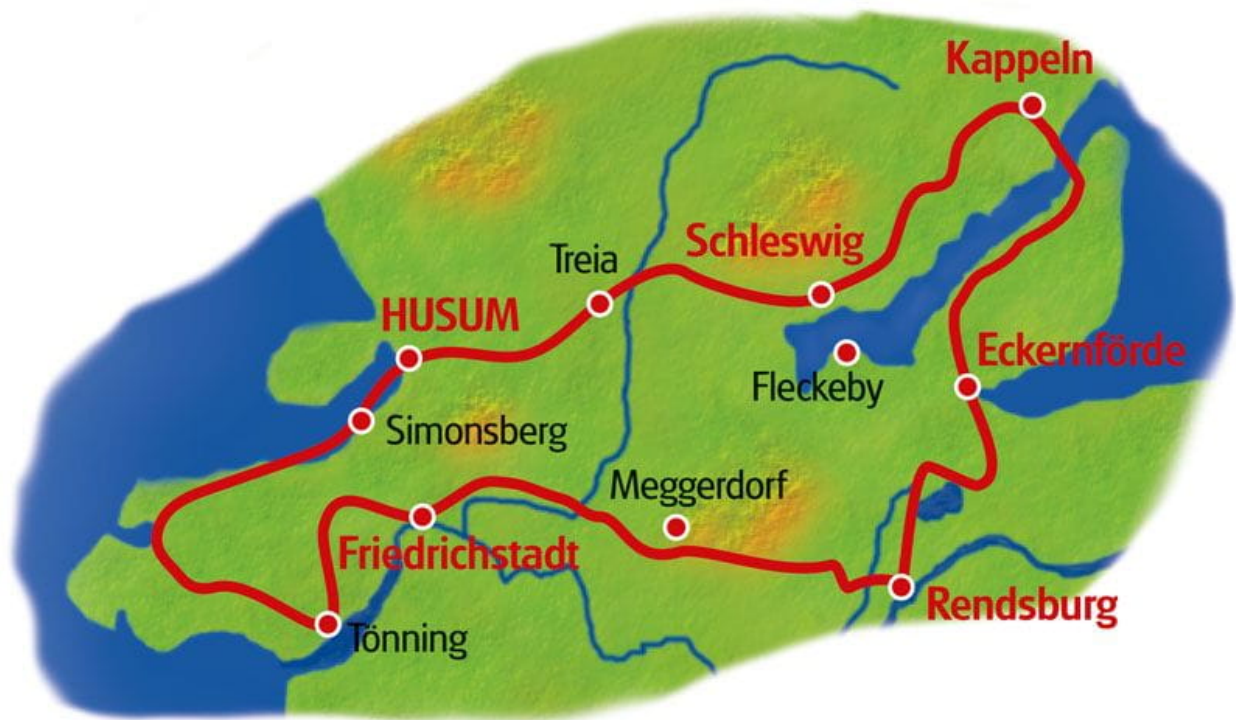 Kappeln
Schleswig
Treia
HUSUM
Eckernförde
Fleckeby
Simonsberg
Meggerdorf
Friedrichstadt
Rendsburg
Tönning